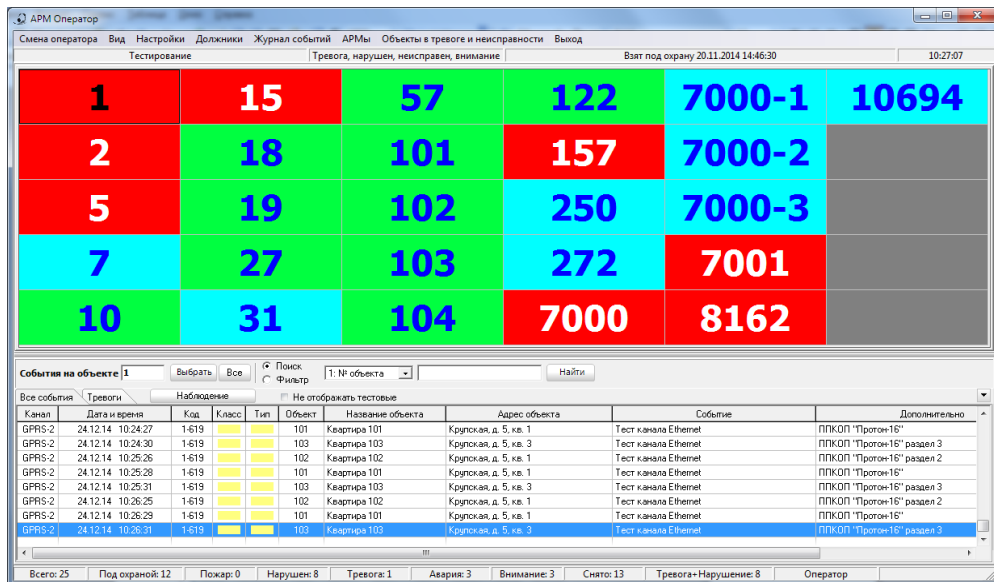 АРМ Оператор
Смена оператора Вид Настройки Должники Журнал событий АРМы Объекты в тревоге и неисправности Выход
Тестирование Тревога, нарушен, неисправен, внимание Взят под охрану 20.11.2014 14:46:30 10:27:07
1 15 57 122 7000-1 10694
2 18 101 157 7000-2
5 19 102 250 7000-3
7 27 103 272 7001
10 31 104 7000 8162
События на объекте 1 Выбрать Все Поиск Фильтр 1: № объекта Найти
Все события Тревоги Наблюдение Не отображать тестовые
Канал Дата и время Код Класс Тип Объект Название объекта Адрес объекта Событие Дополнительно
GPRS-2 24.12.14 10:24:27 1-619 101 Квартира 101 Крупская, д. 5, кв. 1 Тест канала Ethernet ППКОП "Протон-16"
GPRS-2 24.12.14 10:24:30 1-619 103 Квартира 103 Крупская, д. 5, кв. 3 Тест канала Ethernet ППКОП "Протон-16" раздел 3
GPRS-2 24.12.14 10:25:26 1-619 102 Квартира 102 Крупская, д. 5, кв. 1 Тест канала Ethernet ППКОП "Протон-16" раздел 2
GPRS-2 24.12.14 10:25:28 1-619 101 Квартира 101 Крупская, д. 5, кв. 1 Тест канала Ethernet ППКОП "Протон-16"
GPRS-2 24.12.14 10:25:31 1-619 103 Квартира 103 Крупская, д. 5, кв. 3 Тест канала Ethernet ППКОП "Протон-16" раздел 3
GPRS-2 24.12.14 10:26:25 1-619 102 Квартира 102 Крупская, д. 5, кв. 1 Тест канала Ethernet ППКОП "Протон-16" раздел 2
GPRS-2 24.12.14 10:26:29 1-619 101 Квартира 101 Крупская, д. 5, кв. 1 Тест канала Ethernet ППКОП "Протон-16"
GPRS-2 24.12.14 10:26:31 1-619 103 Квартира 103 Крупская, д. 5, кв. 3 Тест канала Ethernet ППКОП "Протон-16" раздел 3
Всего: 25 Под охраной: 12 Пожар: 0 Нарушен: 8 Тревога: 1 Авария: 3 Внимание: 3 Снято: 13 Тревога+Нарушение: 8 Оператор